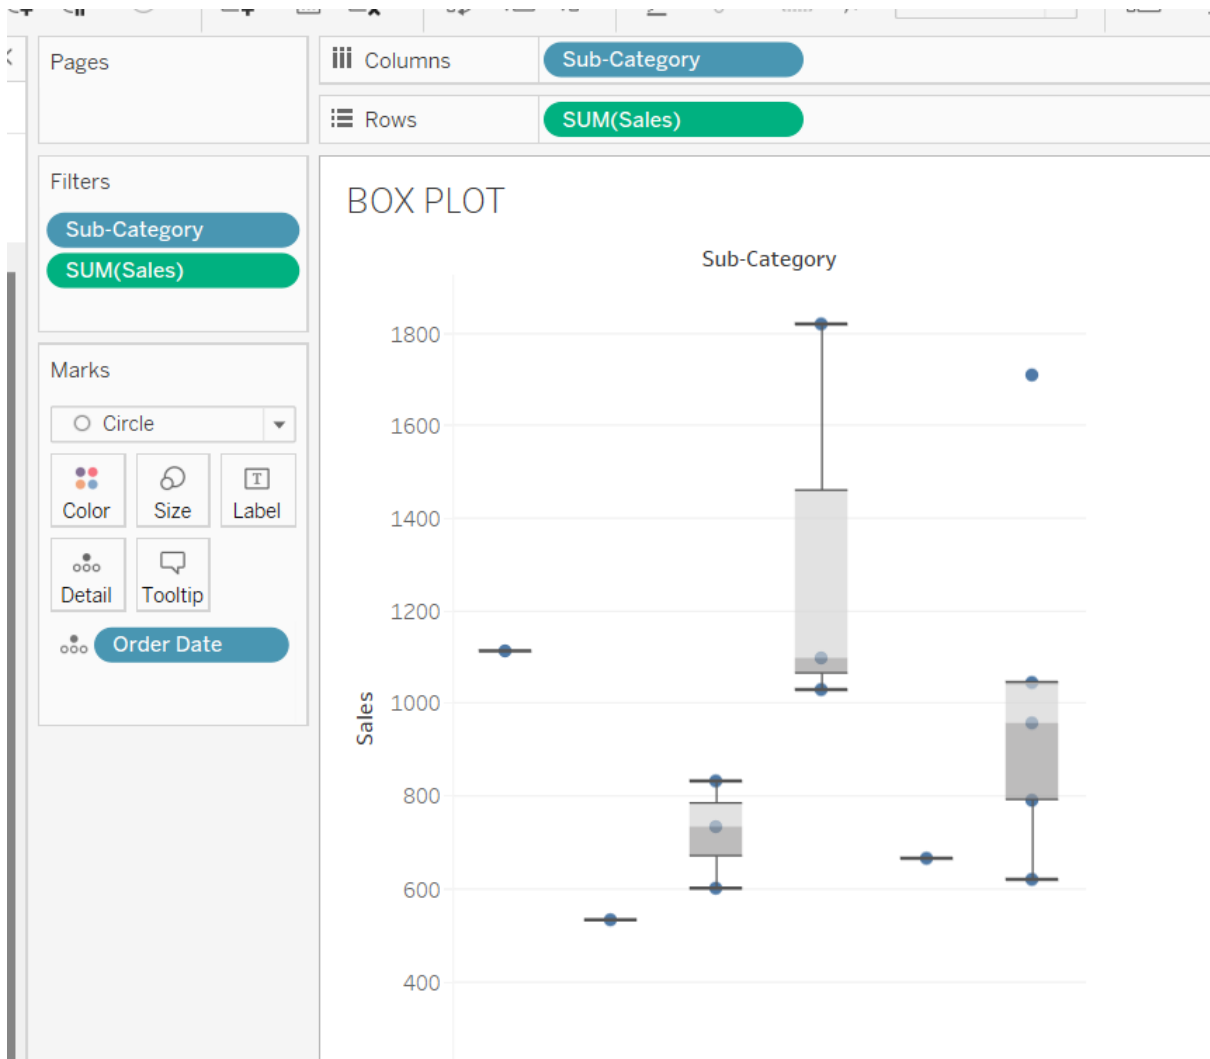 Pages
Columns
Sub-Category
Rows
SUM(Sales)
Filters
Sub-Category
SUM(Sales)
Marks
Circle
Color
Size
T
Label
Detail
Tooltip
Order Date
BOX PLOT
Sub-Category
1800
1600
1400
1200
1000
800
600
400
Sales